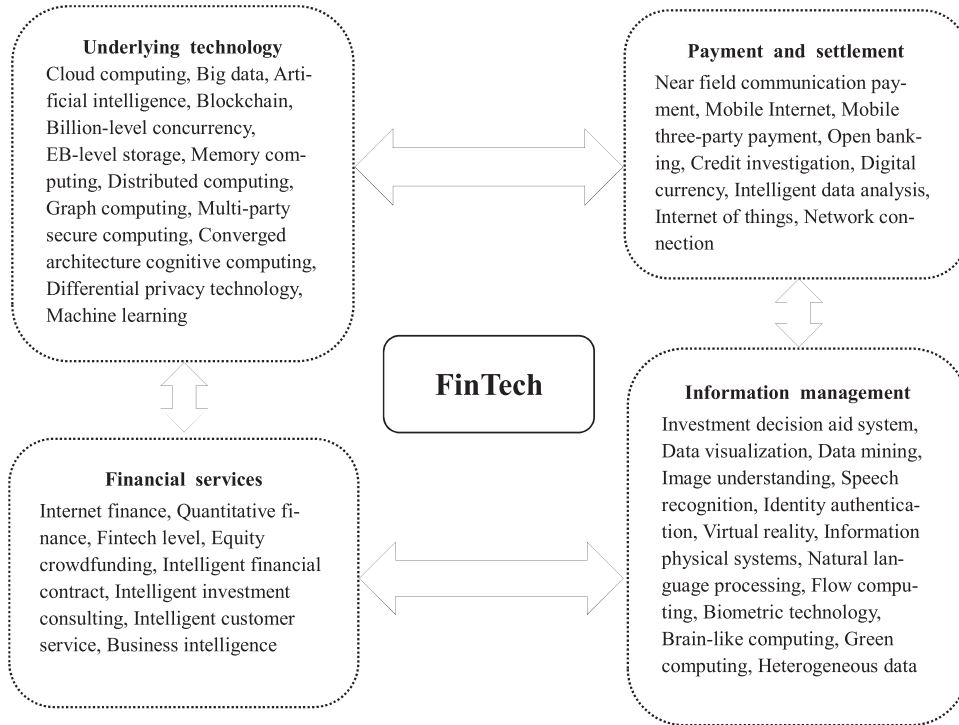 Underlying technology
Cloud computing, Big data, Arti-
ficial intelligence, Blockchain,
Billion-level concurrency,
EB-level storage, Memory com-
puting, Distributed computing,
Graph computing, Multi-party
secure computing, Converged
architecture cognitive computing,
Differential privacy technology,
Machine learning
Payment and settlement
Near field communication pay-
ment, Mobile Internet, Mobile
three-party payment, Open bank-
ing, Credit investigation, Digital
currency, Intelligent data analysis,
Internet of things, Network con-
nection
FinTech
Financial services
Internet finance, Quantitative fi-
nance, Fintech level, Equity
crowdfunding, Intelligent financial
contract, Intelligent investment
consulting, Intelligent customer
service, Business intelligence
Information management
Investment decision aid system,
Data visualization, Data mining,
Image understanding, Speech
recognition, Identity authentica-
tion, Virtual reality, Information
physical systems, Natural lan-
guage processing, Flow compu-
ting, Biometric technology,
Brain-like computing, Green
computing, Heterogeneous data